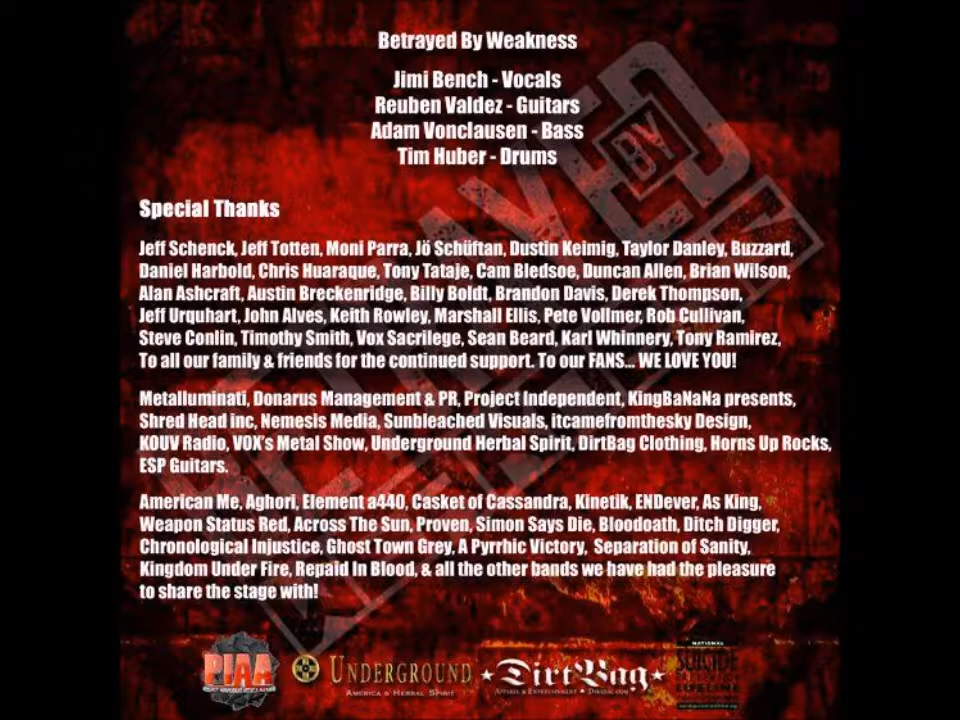 Betrayed By Weakness
Jimi Bench - Vocals
Reuben Valdez - Guitars
Adam Vonclausen - Bass
Tim Huber - Drums
Special Thanks
Jeff Schenck, Jeff Totten, Moni Parra, Jö Schüftan, Dustin Keimig, Taylor Danley, Buzzard,
Daniel Harbold, Chris Huaraque, Tony Tataje, Cam Bledsoe, Duncan Allen, Brian Wilson,
Alan Ashcraft, Austin Breckenridge, Billy Boldt, Brandon Davis, Derek Thompson,
Jeff Urquhart, John Alves, Keith Rowley, Marshall Ellis, Pete Vollmer, Rob Cullivan,
Steve Conlin, Timothy Smith, Vox Sacrilege, Sean Beard, Karl Whinnery, Tony Ramirez,
To all our family & friends for the continued support. To our FANS... WE LOVE YOU!
Metalluminati, Donarus Management & PR, Project Independent, KingBaNaNa presents,
Shred Head inc, Nemesis Media, Sunbleached Visuals, itcamefromthesky Design,
KOUV Radio, VOX's Metal Show, Underground Herbal Spirit, DirtBag Clothing, Horns Up Rocks,
ESP Guitars.
American Me, Aghori, Element a440, Casket of Cassandra, Kinetik, ENDever, As King,
Weapon Status Red, Across The Sun, Proven, Simon Says Die, Bloodoath, Ditch Digger,
Chronological Injustice, Ghost Town Grey, A Pyrrhic Victory, Separation of Sanity,
Kingdom Under Fire, Repaid In Blood, & all the other bands we have had the pleasure
to share the stage with!
BETRAYED
BY
PIAA
UNDERGROUND
AMERICA'S HERBAL SPIRIT
DirtBag
APPAREL & ENTERTAINMENT
NATIONAL
SUICIDE
LIFELINE